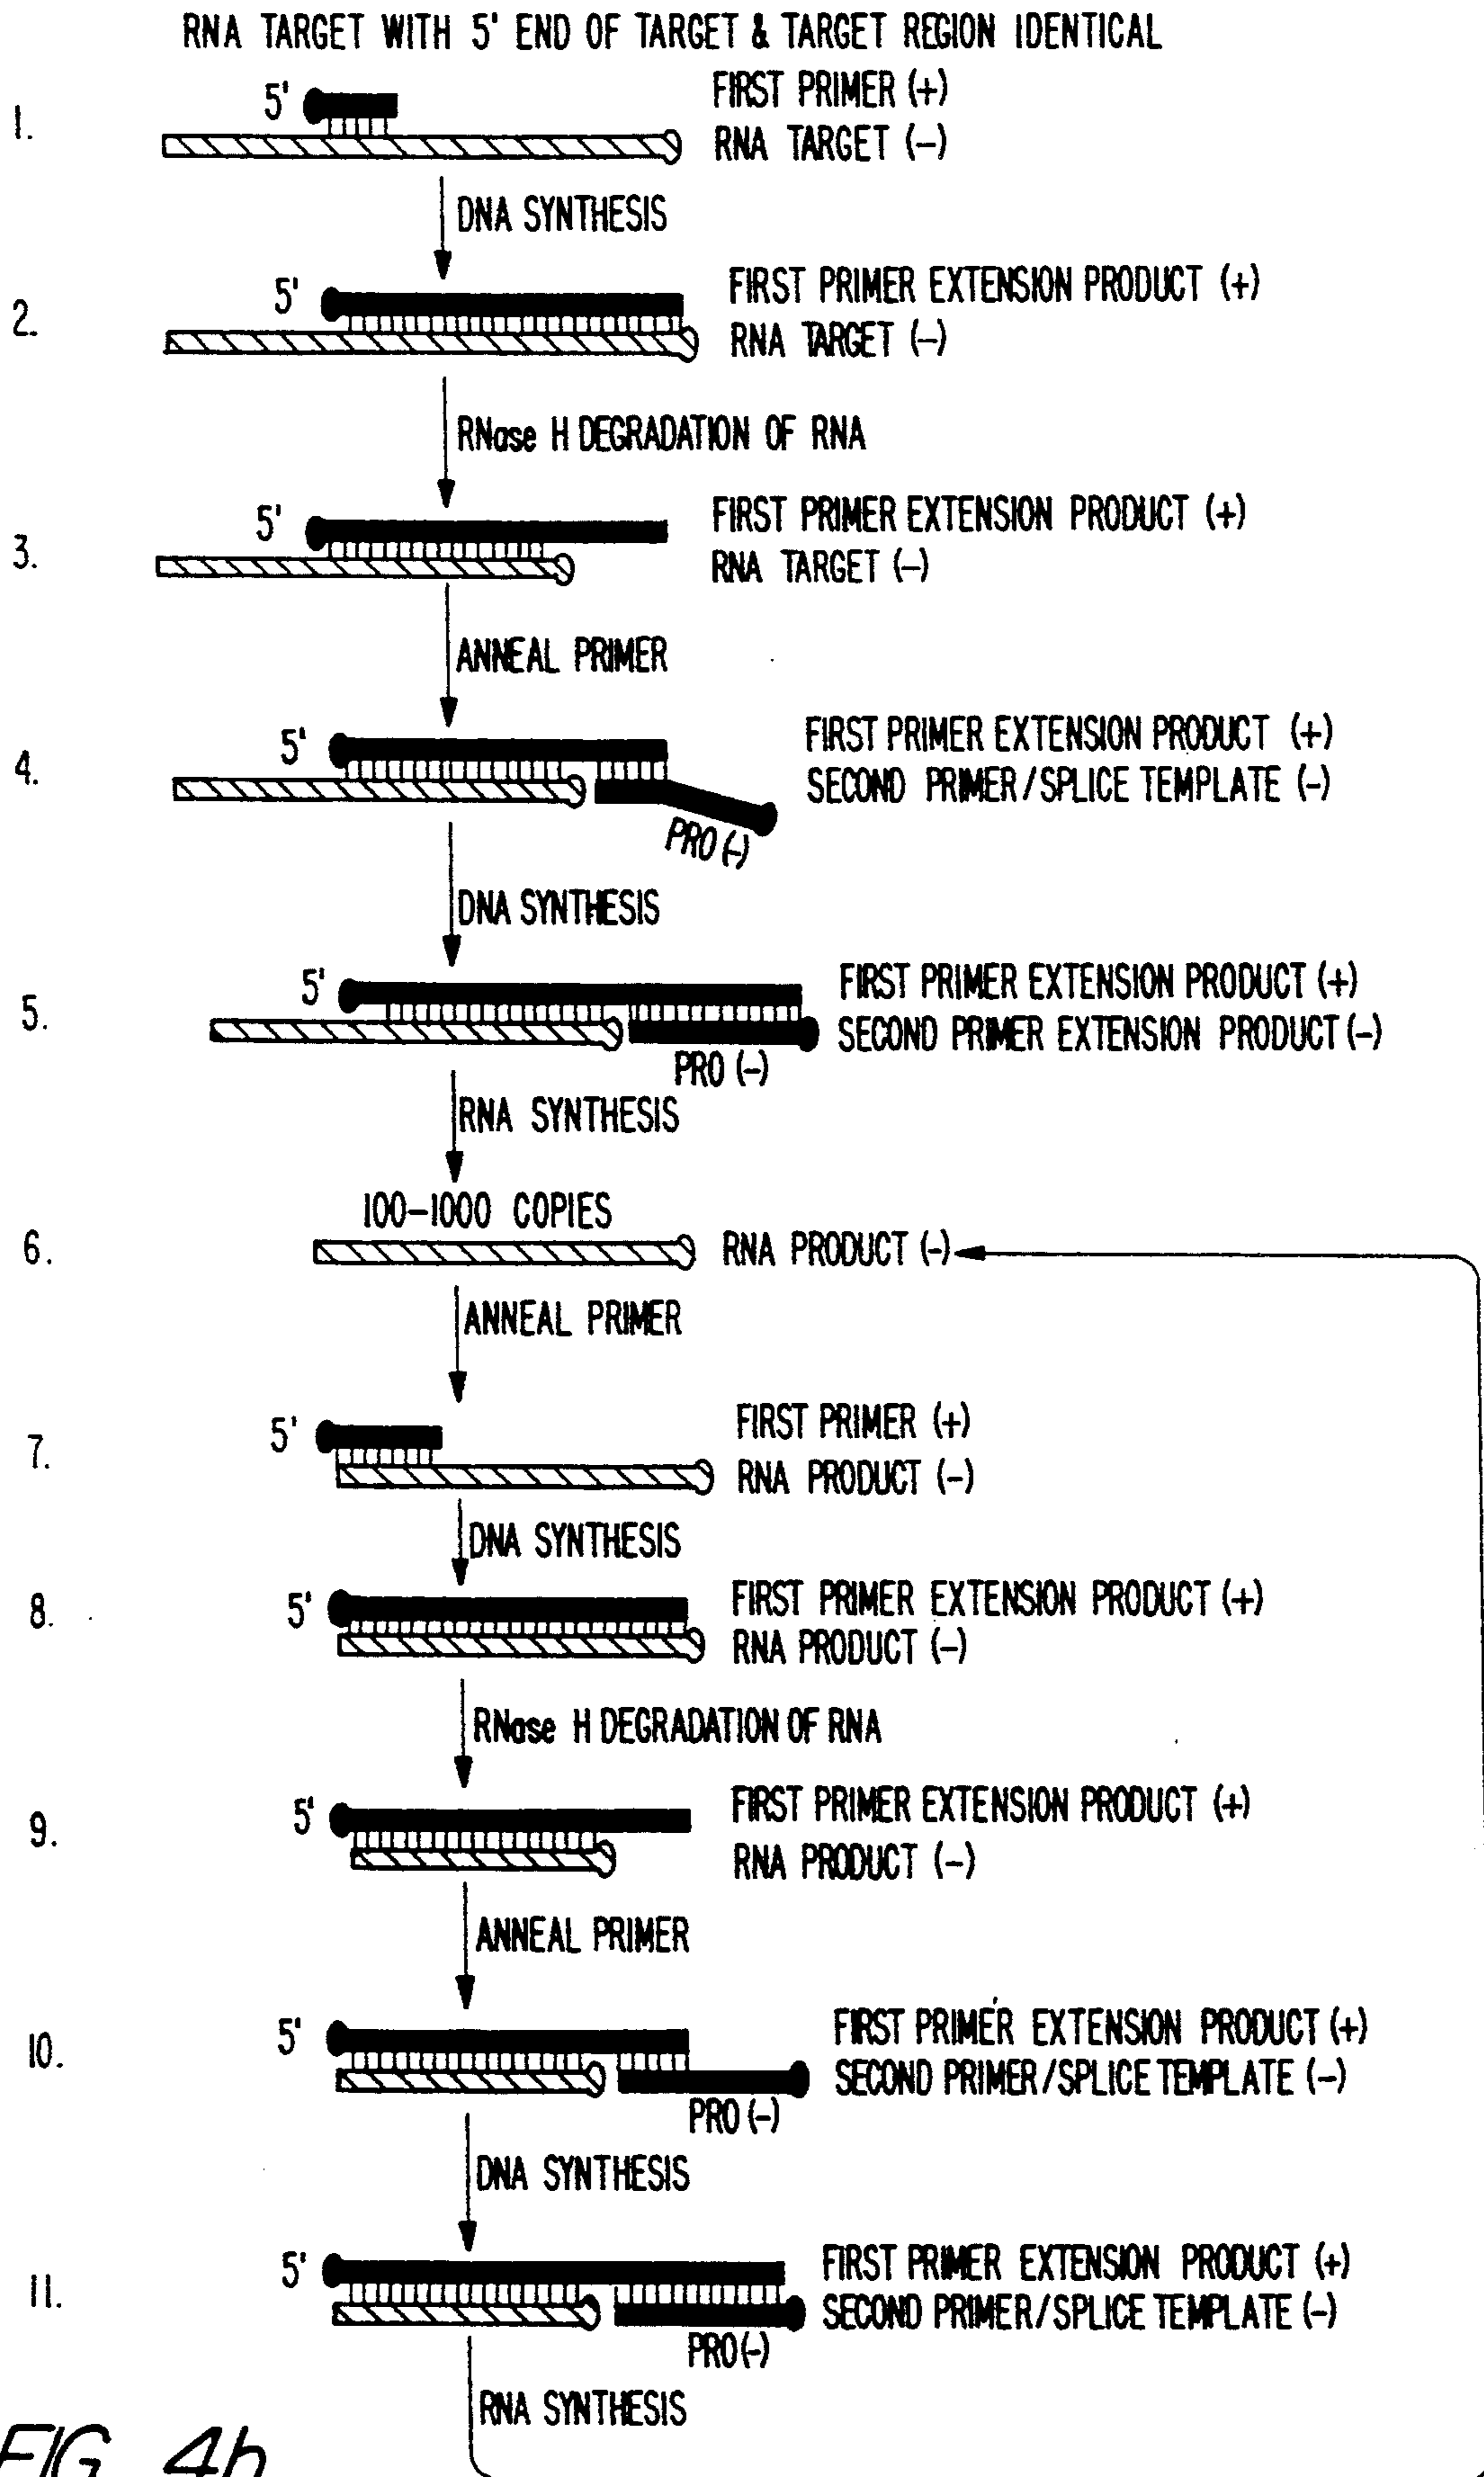 RNA TARGET WITH 5' END OF TARGET & TARGET REGION IDENTICAL
1.
5'
FIRST PRIMER (+)
RNA TARGET (-)
DNA SYNTHESIS
2.
5'
FIRST PRIMER EXTENSION PRODUCT (+)
RNA TARGET (-)
RNase H DEGRADATION OF RNA
3.
5'
FIRST PRIMER EXTENSION PRODUCT (+)
RNA TARGET (-)
ANNEAL PRIMER
4.
5'
FIRST PRIMER EXTENSION PRODUCT (+)
SECOND PRIMER/SPLICE TEMPLATE (-)
PRO (-)
DNA SYNTHESIS
5.
5'
FIRST PRIMER EXTENSION PRODUCT (+)
SECOND PRIMER EXTENSION PRODUCT (-)
PRO (-)
RNA SYNTHESIS
100-1000 COPIES
6.
RNA PRODUCT (-)
ANNEAL PRIMER
7.
5'
FIRST PRIMER (+)
RNA PRODUCT (-)
DNA SYNTHESIS
8.
5'
FIRST PRIMER EXTENSION PRODUCT (+)
RNA PRODUCT (-)
RNase H DEGRADATION OF RNA
9.
5'
FIRST PRIMER EXTENSION PRODUCT (+)
RNA PRODUCT (-)
ANNEAL PRIMER
10.
5'
FIRST PRIMER EXTENSION PRODUCT (+)
SECOND PRIMER/SPLICE TEMPLATE (-)
PRO (-)
DNA SYNTHESIS
11.
5'
FIRST PRIMER EXTENSION PRODUCT (+)
SECOND PRIMER/SPLICE TEMPLATE (-)
PRO (-)
RNA SYNTHESIS
FIG. 4b